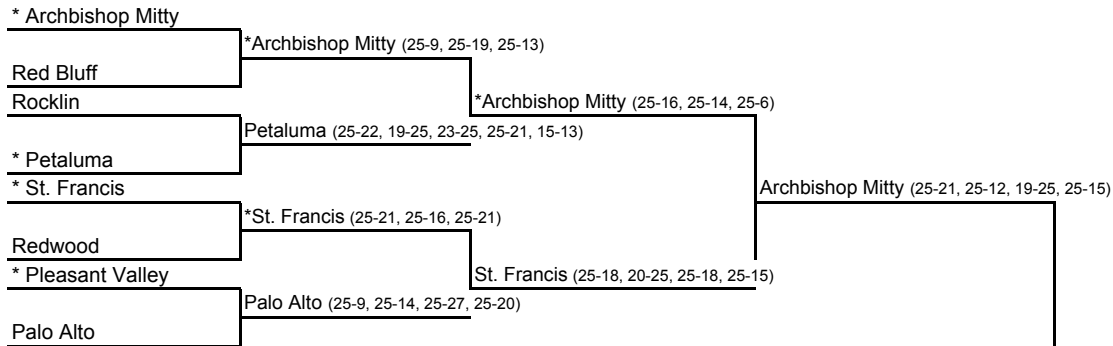 * Archbishop Mitty
*Archbishop Mitty (25-9, 25-19, 25-13)
Red Bluff
Rocklin
*Archbishop Mitty (25-16, 25-14, 25-6)
Petaluma (25-22, 19-25, 23-25, 25-21, 15-13)
* Petaluma
* St. Francis
Archbishop Mitty (25-21, 25-12, 19-25, 25-15)
*St. Francis (25-21, 25-16, 25-21)
Redwood
* Pleasant Valley
St. Francis (25-18, 20-25, 25-18, 25-15)
Palo Alto (25-9, 25-14, 25-27, 25-20)
Palo Alto